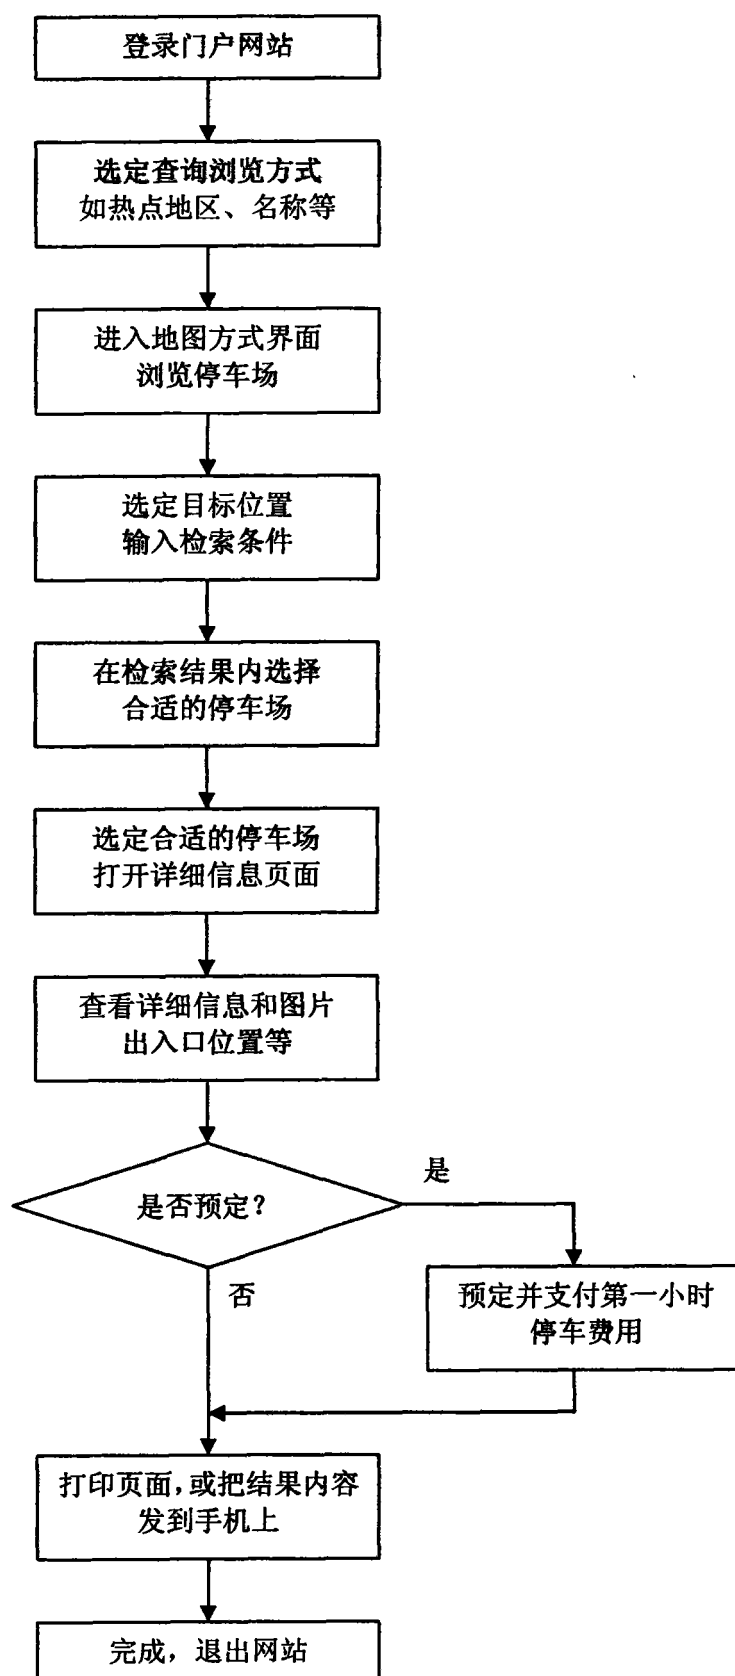 登录门户网站
选定查询浏览方式
如热点地区、名称等
进入地图方式界面
浏览停车场
选定目标位置
输入检索条件
在检索结果内选择
合适的停车场
选定合适的停车场
打开详细信息页面
查看详细信息和图片
出入口位置等
是否预定？
是
否
预定并支付第一小时
停车费用
打印页面，或把结果内容
发到手机上
完成，退出网站